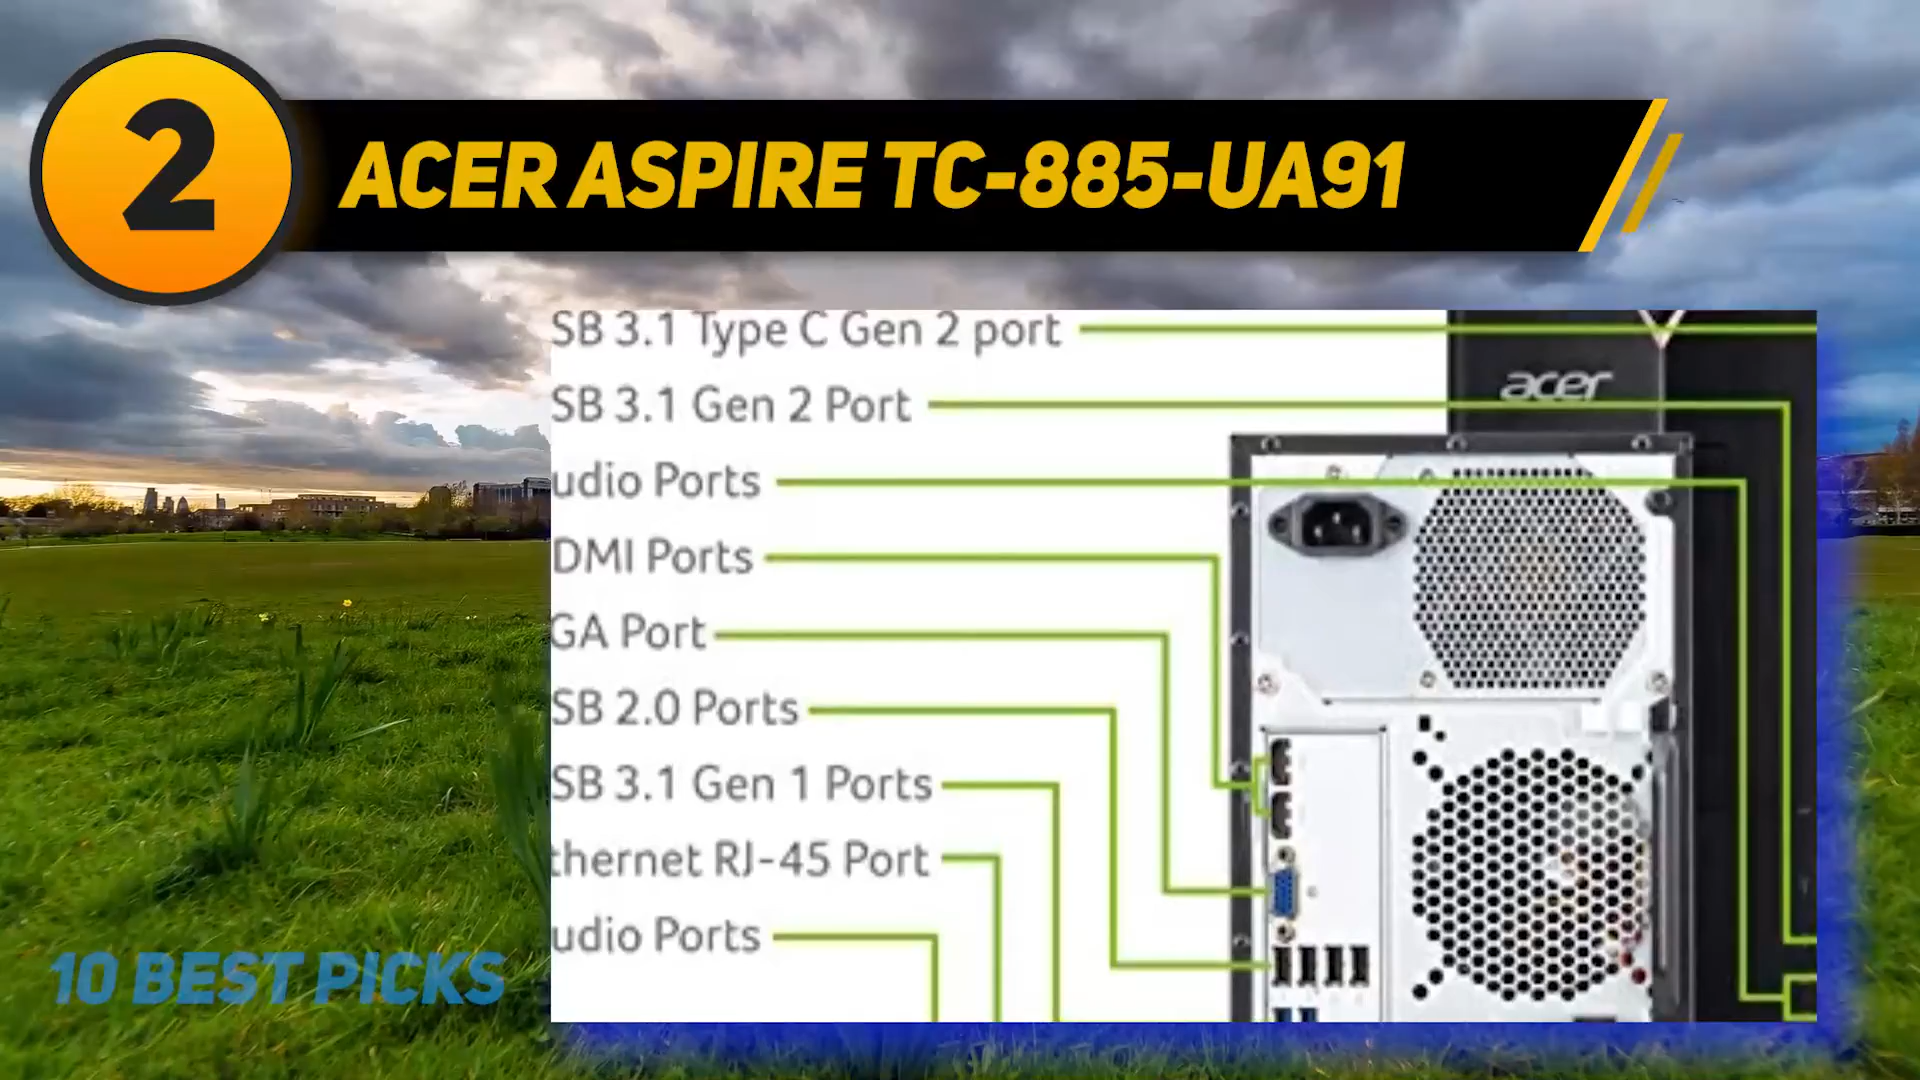 2
ACER ASPIRE TC-885-UA91
SB 3.1 Type C Gen 2 port
acer
SB 3.1 Gen 2 Port
udio Ports
DMI Ports
GA Port
SB 2.0 Ports
SB 3.1 Gen 1 Ports
thernet RJ-45 Port
udio Ports
10 BEST PICKS